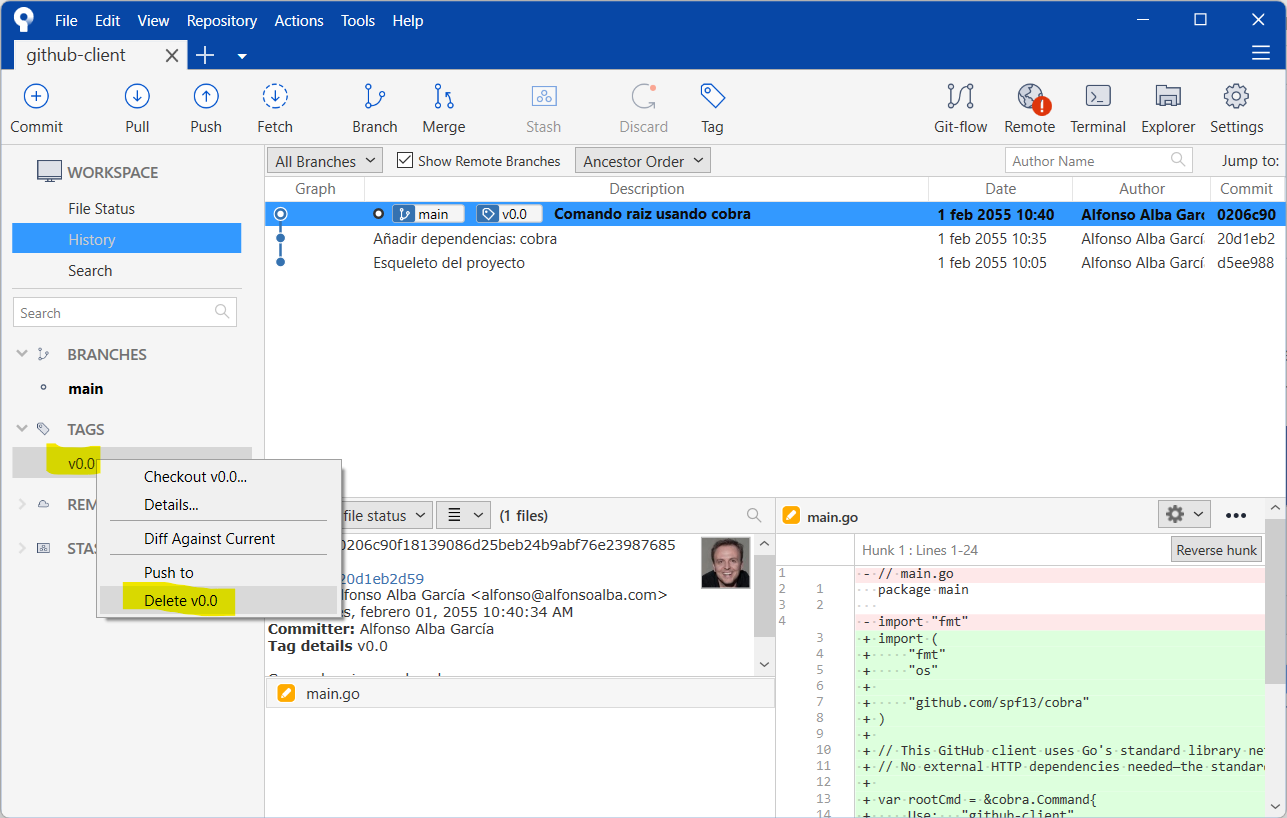 File Edit View Repository Actions Tools Help
github-client
Commit Pull Push Fetch Branch Merge Stash Discard Tag Git-flow Remote Terminal Explorer Settings
WORKSPACE
File Status
History
Search
Search
BRANCHES
main
TAGS
v0.0
REM
STAS
Checkout v0.0...
Details...
Diff Against Current
Push to
Delete v0.0
All Branches Show Remote Branches Ancestor Order Author Name Jump to:
Graph Description Date Author Commit
main v0.0 Comando raiz usando cobra 1 feb 2055 10:40 Alfonso Alba Garc 0206c90
Añadir dependencias: cobra 1 feb 2055 10:35 Alfonso Alba Garcí 20d1eb2
Esqueleto del proyecto 1 feb 2055 10:05 Alfonso Alba Garcí d5ee988
file status (1 files)
0206c90f18139086d25beb24b9abf76e23987685
20d1eb2d59
lfonso Alba García <alfonso@alfonsoalba.com>
es, febrero 01, 2055 10:40:34 AM
Committer: Alfonso Alba García
Tag details v0.0
main.go
main.go
Hunk 1 : Lines 1-24 Reverse hunk
1 - // main.go
2 1 package main
3 2
4 - import "fmt"
3 + import (
4 + "fmt"
5 + "os"
6 +
7 + "github.com/spf13/cobra"
8 + )
9 +
10 + // This GitHub client uses Go's standard library ne
11 + // No external HTTP dependencies needed—the standar
12 +
13 + var rootCmd = &cobra.Command{
14 + Use: "github-client"